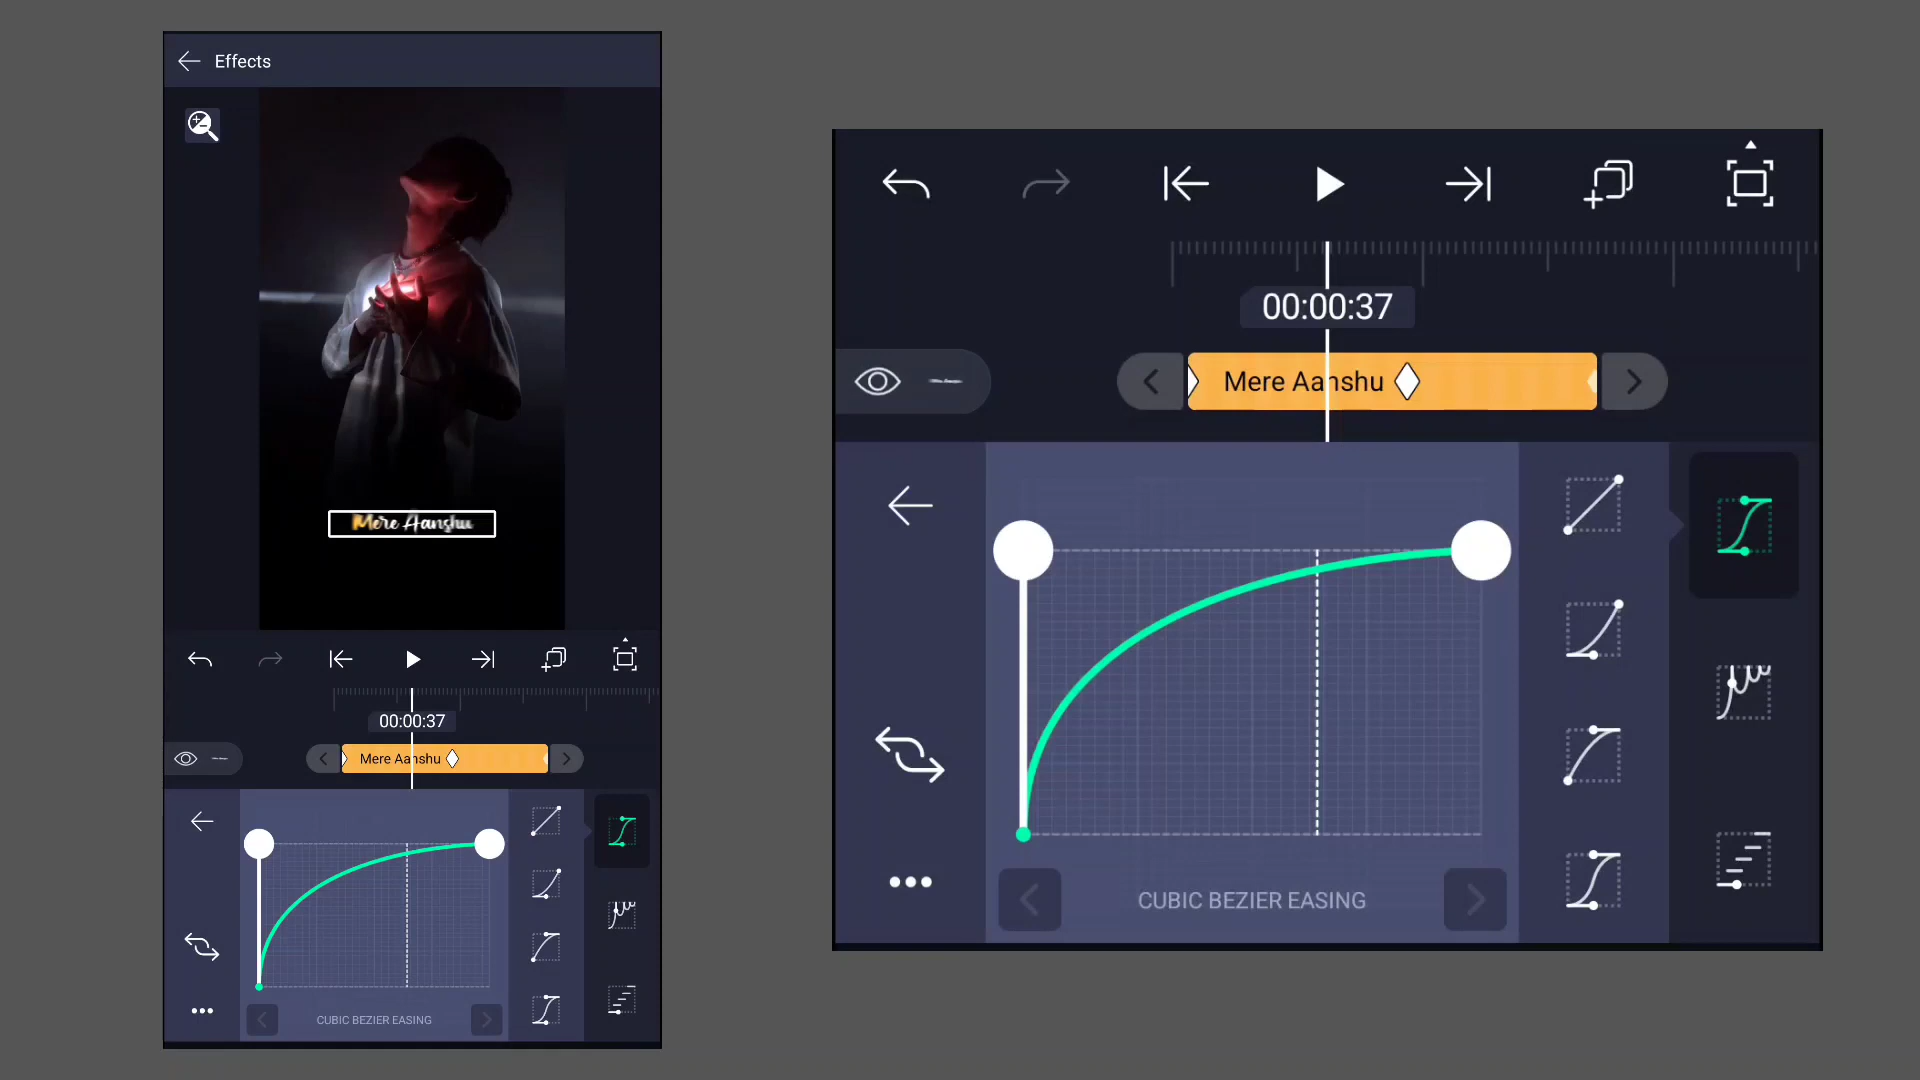 Effects
Mere Aanshu
00:00:37
Mere Aanshu
CUBIC BEZIER EASING
00:00:37
Mere Aanshu
CUBIC BEZIER EASING